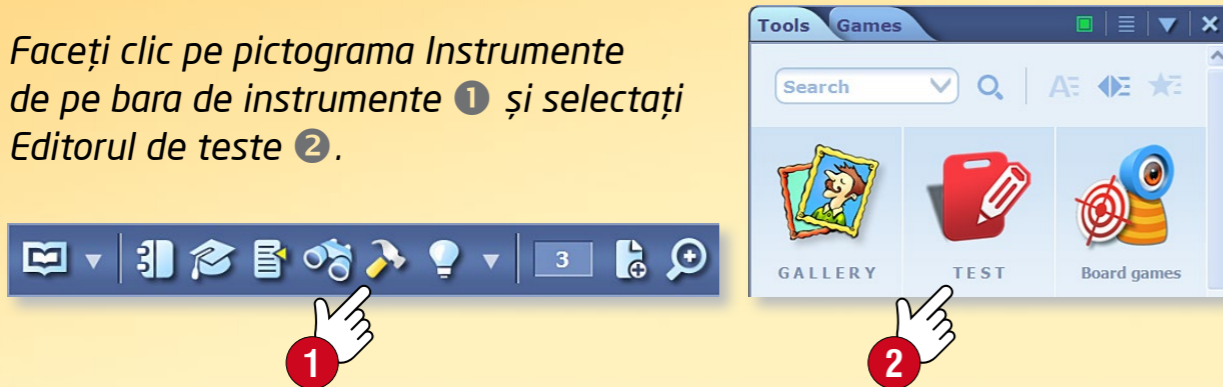 Faceți clic pe pictograma Instrumente
de pe bara de instrumente ❶ și selectați
Editorul de teste ❷.
3
1
Tools Games
Search
A
GALLERY TEST Board games
2